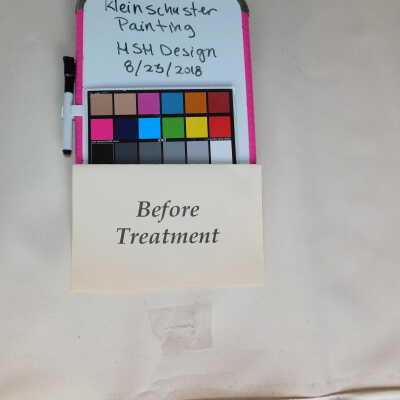 Kleinschuster
Painting
HSH Design
8/23/2018
Before
Treatment